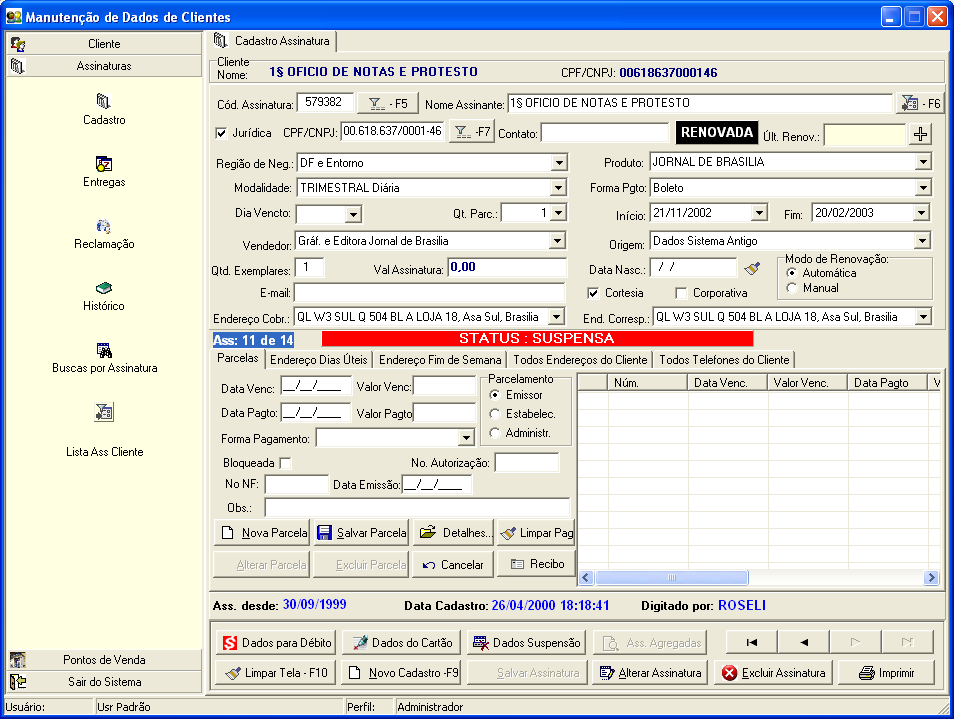 Manutenção de Dados de Clientes
Cliente
Assinaturas
Cadastro
Entregas
Reclamação
Histórico
Buscas por Assinatura
Lista Ass Cliente
Pontos de Venda
Sair do Sistema
Cadastro Assinatura
Cliente
Nome: 1§ OFICIO DE NOTAS E PROTESTO CPF/CNPJ: 00618637000146
Cód. Assinatura: 579382 - F5 Nome Assinante: 1§ OFICIO DE NOTAS E PROTESTO - F6
Jurídica CPF/CNPJ: 00.618.637/0001-46 - F7 Contato: RENOVADA Últ. Renov.:
Região de Neg.: DF e Entorno Produto: JORNAL DE BRASILIA
Modalidade: TRIMESTRAL Diária Forma Pgto: Boleto
Dia Vencto: Qt. Parc.: 1 Início: 21/11/2002 Fim: 20/02/2003
Vendedor: Gráf. e Editora Jornal de Brasilia Origem: Dados Sistema Antigo
Qtd. Exemplares: 1 Val Assinatura: 0,00 Data Nasc.: / / Modo de Renovação:
Automática
Manual
E-mail: Cortesia Corporativa
Endereço Cobr.: QL W3 SUL Q 504 BL A LOJA 18, Asa Sul, Brasilia End. Corresp.: QL W3 SUL Q 504 BL A LOJA 18, Asa Sul, Brasilia
Ass: 11 de 14 STATUS : SUSPENSA
Parcelas Endereço Dias Úteis Endereço Fim de Semana Todos Endereços do Cliente Todos Telefones do Cliente
Data Venc: __/__/____ Valor Venc:
Data Pagto: __/__/____ Valor Pagto
Parcelamento
Emissor
Estabelec.
Administr.
Forma Pagamento:
Bloqueada No. Autorização:
No NF: Data Emissão: __/__/____
Obs.:
Núm. Data Venc. Valor Venc. Data Pagto V
Nova Parcela Salvar Parcela Detalhes... Limpar Pag
Alterar Parcela Excluir Parcela Cancelar Recibo
Ass. desde: 30/09/1999 Data Cadastro: 26/04/2000 18:18:41 Digitado por: ROSELI
Dados para Débito Dados do Cartão Dados Suspensão Ass. Agregadas
Limpar Tela - F10 Novo Cadastro -F9 Salvar Assinatura Alterar Assinatura Excluir Assinatura Imprimir
Usuário: Usr Padrão Perfil: Administrador